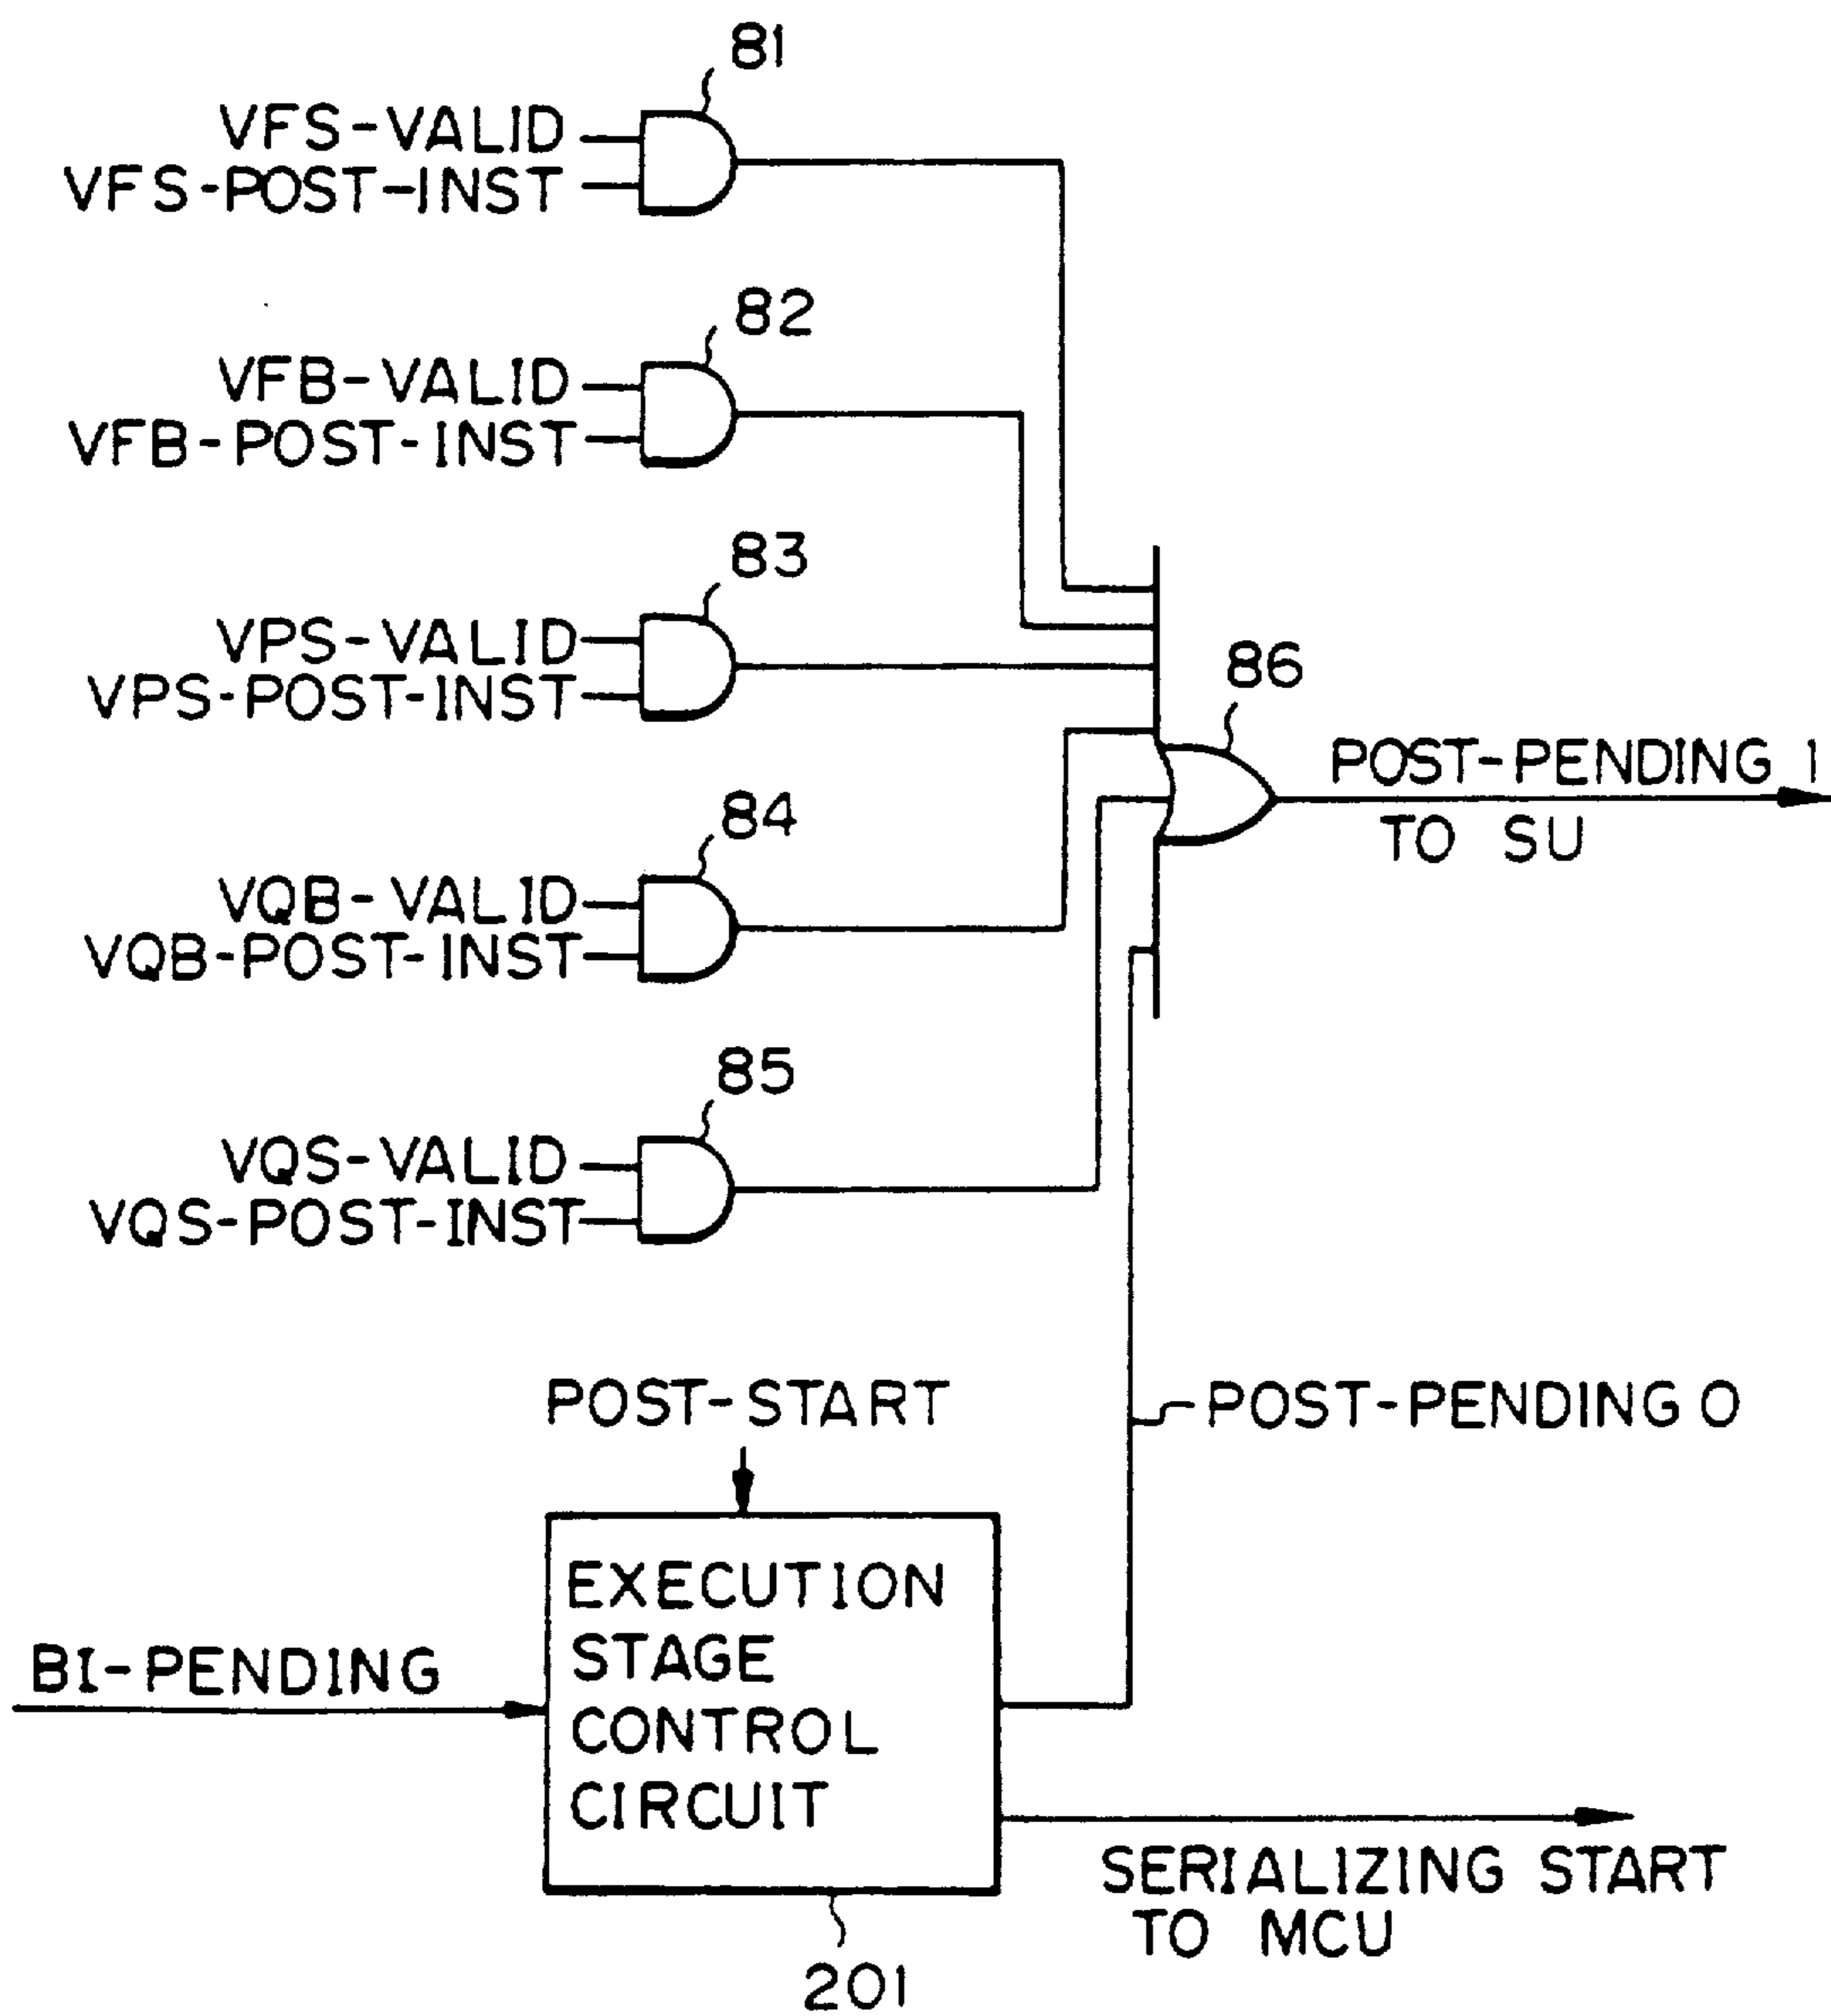 81
VFS-VALID
VFS-POST-INST
82
VFB-VALID
VFB-POST-INST
83
VPS-VALID
VPS-POST-INST
86
POST-PENDING 1
TO SU
84
VQB-VALID
VQB-POST-INST
85
VQS-VALID
VQS-POST-INST
POST-START
POST-PENDING 0
EXECUTION
STAGE
CONTROL
CIRCUIT
BI-PENDING
SERIALIZING START
TO MCU
201